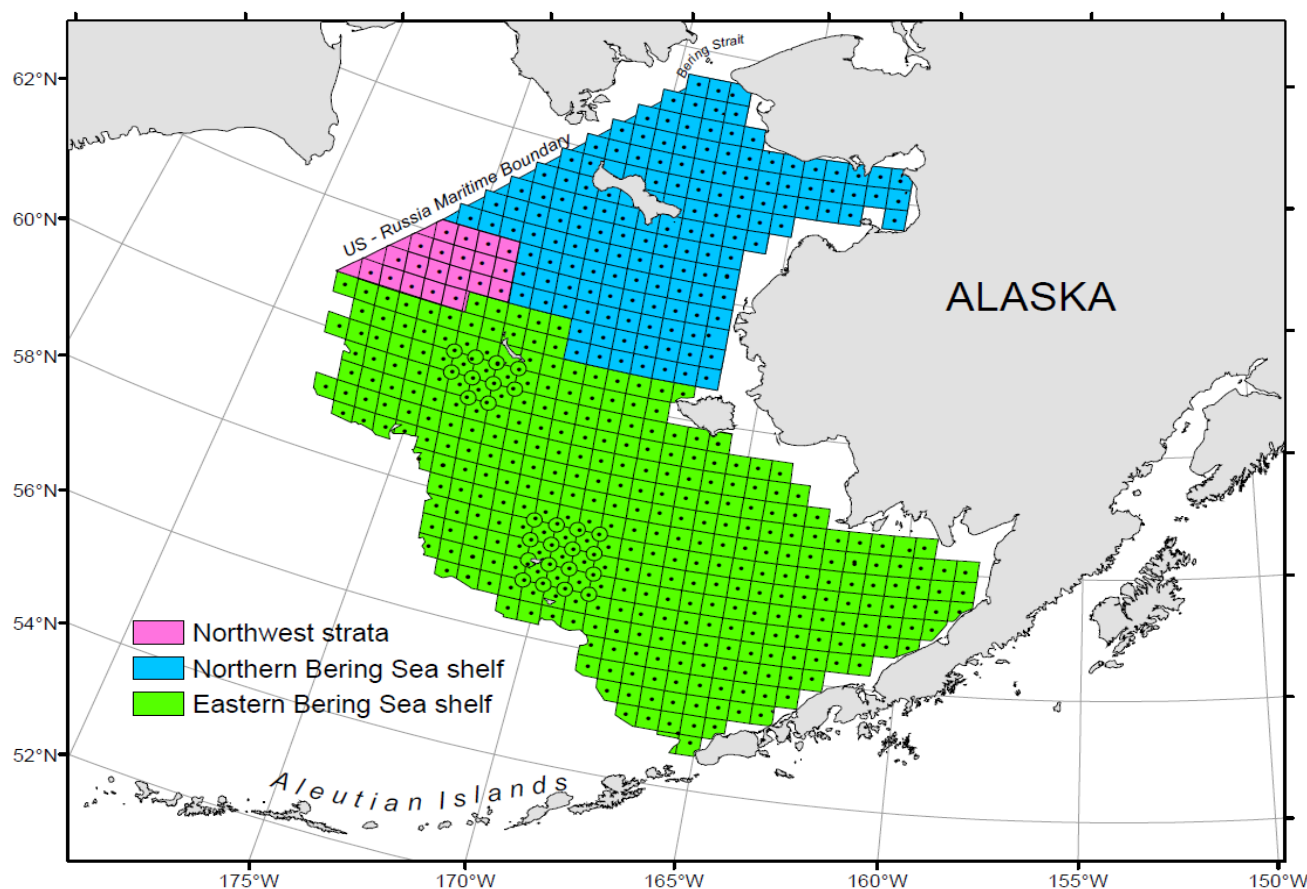 Bering Strait
62°N
US - Russia Maritime Boundary
60°N
ALASKA
58°N
56°N
54°N
Northwest strata
Northern Bering Sea shelf
Eastern Bering Sea shelf
52°N
Aleutian Islands
175°W
170°W
165°W
160°W
155°W
150°W